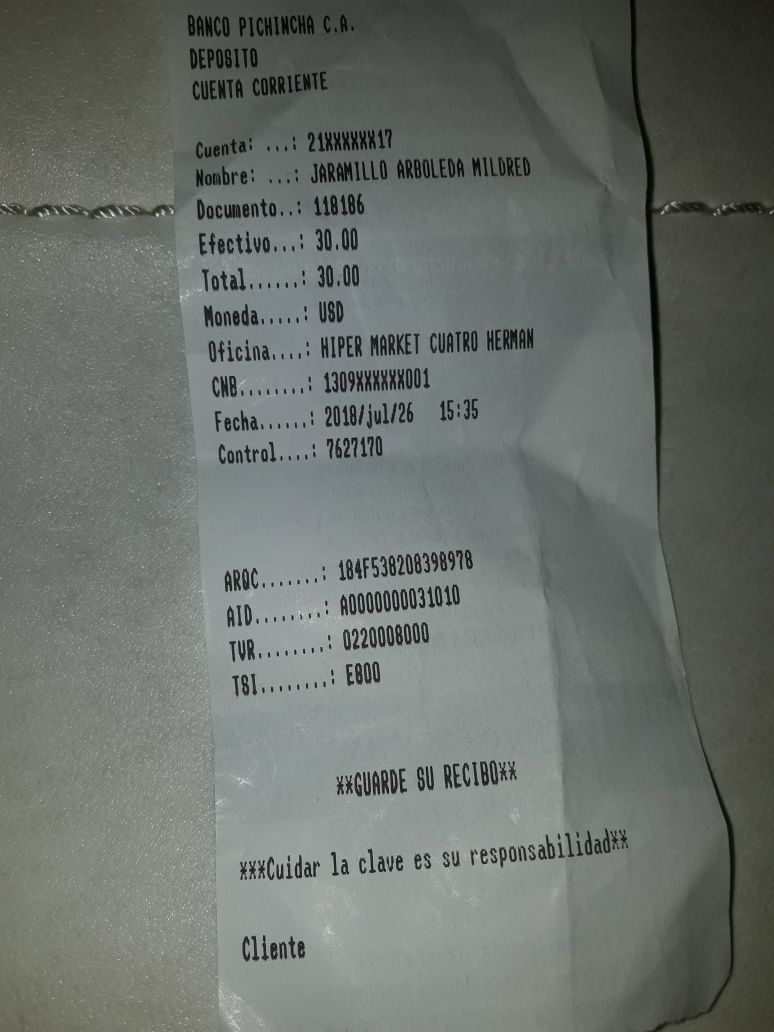 BANCO PICHINCHA C.A.
DEPOSITO
CUENTA CORRIENTE
Cuenta: ...: 21XXXXXX17
Nombre: ...: JARAMILLO ARBOLEDA MILDRED
Documento..: 118186
Efectivo...: 30.00
Total......: 30.00
Moneda.....: USD
Oficina....: HIPER MARKET CUATRO HERMAN
CNB........: 1309XXXXXX001
Fecha......: 2018/jul/26 15:35
Control....: 7627170
ARQC.......: 184F538208398978
AID........: A0000000031010
TVR........: 0220008000
TSI........: E800
**GUARDE SU RECIBO**
***Cuidar la clave es su responsabilidad**
Cliente